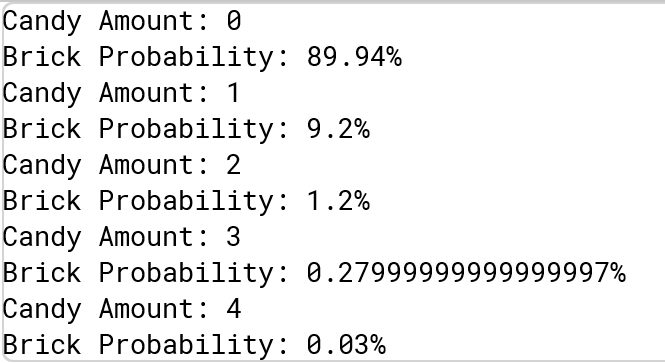 Candy Amount: 0
Brick Probability: 89.94%
Candy Amount: 1
Brick Probability: 9.2%
Candy Amount: 2
Brick Probability: 1.2%
Candy Amount: 3
Brick Probability: 0.27999999999999997%
Candy Amount: 4
Brick Probability: 0.03%